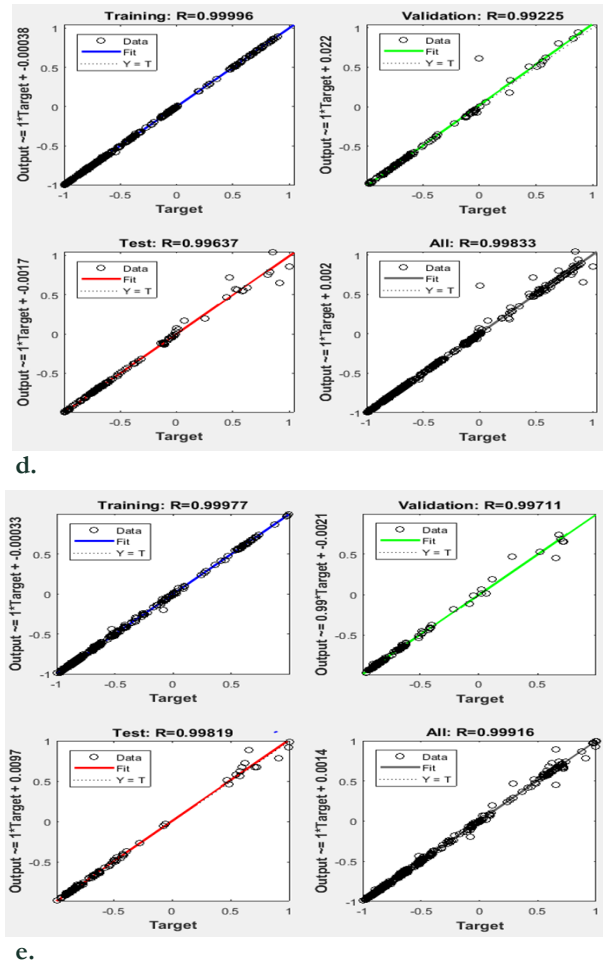 Training: R=0.99996
Output ~= 1*Target + -0.00038
1
0.5
0
-0.5
-1
Data
Fit
Y = T
-1
-0.5
0
0.5
1
Target
Validation: R=0.99225
Output ~= 1*Target + 0.022
1
0.5
0
-0.5
-1
Data
Fit
Y = T
-0.5
0
0.5
1
Target
Test: R=0.99637
Output ~= 1*Target + -0.0017
1
0.5
0
-0.5
-1
Data
Fit
Y = T
-1
-0.5
0
0.5
1
Target
All: R=0.99833
Output ~= 1*Target + 0.002
1
0.5
0
-0.5
-1
Data
Fit
Y = T
-0.5
0
0.5
1
Target
d.
Training: R=0.99977
Output ~= 1*Target + -0.00033
0.5
0
-0.5
-1
Data
Fit
Y = T
-1
-0.5
0
0.5
1
Target
Validation: R=0.99711
Output ~= 0.99*Target + -0.0021
0.5
0
-0.5
Data
Fit
Y = T
-0.5
0
0.5
Target
Test: R=0.99819
Output ~= 1*Target + 0.0097
1
0.5
0
-0.5
Data
Fit
Y = T
-0.5
0
0.5
1
Target
All: R=0.99916
Output ~= 1*Target + 0.0014
1
0.5
0
-0.5
-1
Data
Fit
Y = T
-1
-0.5
0
0.5
1
Target
e.